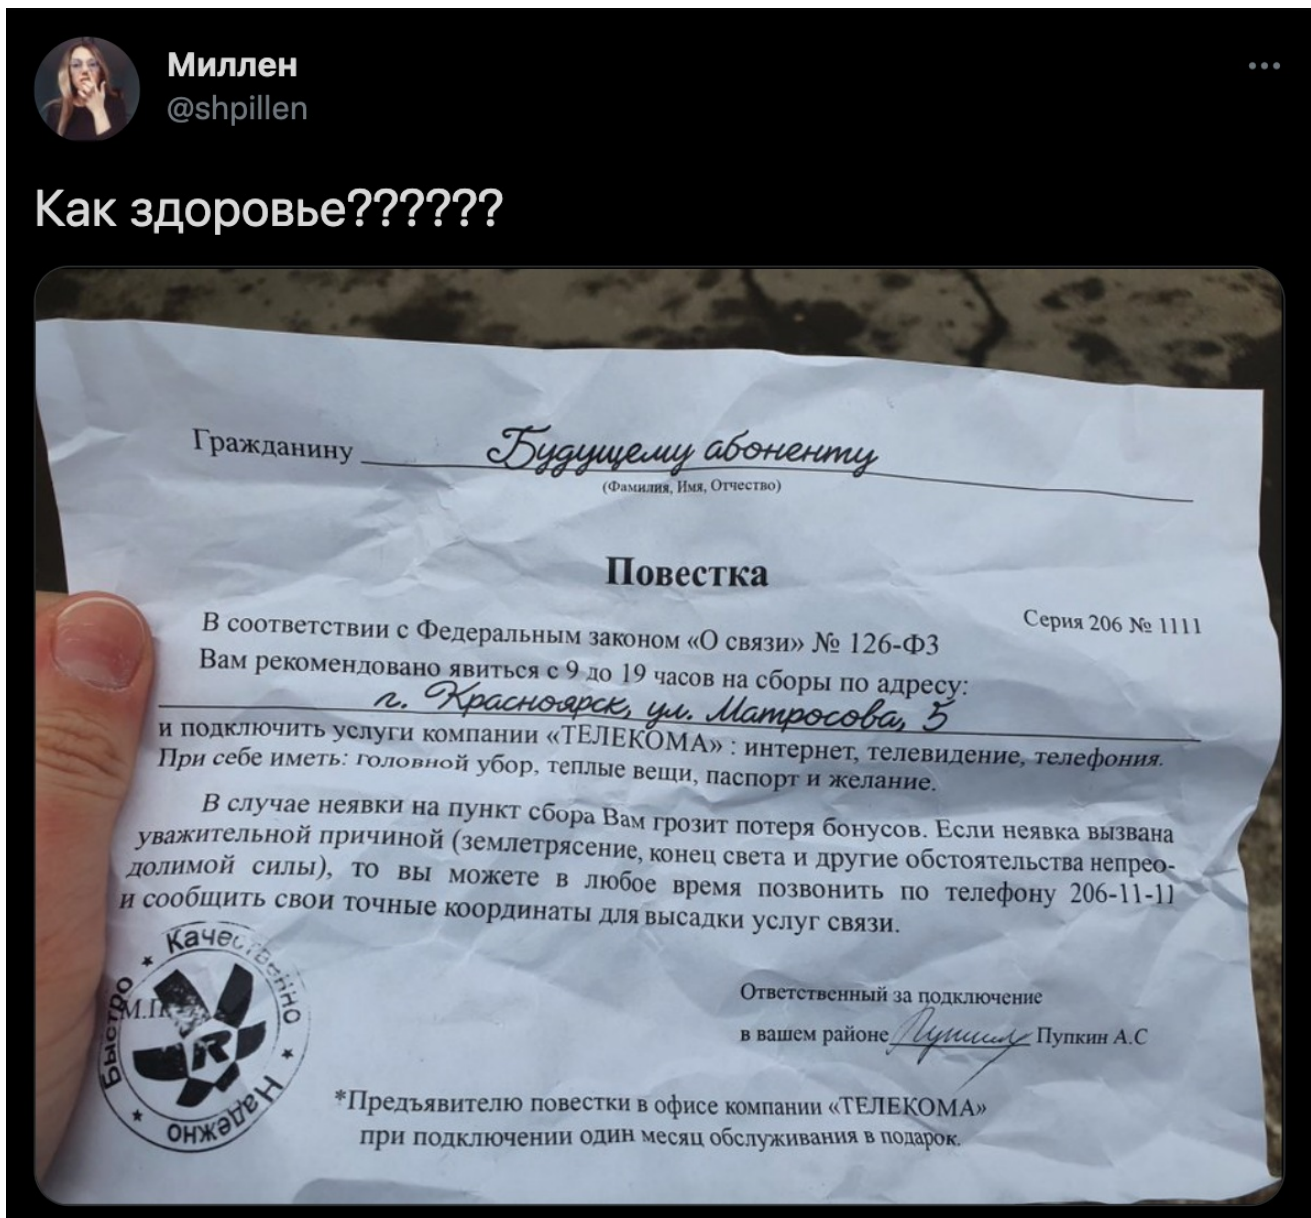 Миллен
@shpillen
Как здоровье??????
Гражданину Будущему абоненту
(Фамилия, Имя, Отчество)
Повестка
Серия 206 № 1111
В соответствии с Федеральным законом «О связи» № 126-ФЗ
Вам рекомендовано явиться с 9 до 19 часов на сборы по адресу:
г. Красноярск, ул. Матросова, 5
и подключить услуги компании «ТЕЛЕКОМА» : интернет, телевидение, телефония.
При себе иметь: головной убор, теплые вещи, паспорт и желание.
В случае неявки на пункт сбора Вам грозит потеря бонусов. Если неявка вызвана
уважительной причиной (землетрясение, конец света и другие обстоятельства непрео-
долимой силы), то вы можете в любое время позвонить по телефону 206-11-11
и сообщить свои точные координаты для высадки услуг связи.
Быстро ★ Качественно ★ Надежно ★
М.П.
R
Ответственный за подключение
в вашем районе Пупкин Пупкин А.С
*Предъявителю повестки в офисе компании «ТЕЛЕКОМА»
при подключении один месяц обслуживания в подарок.